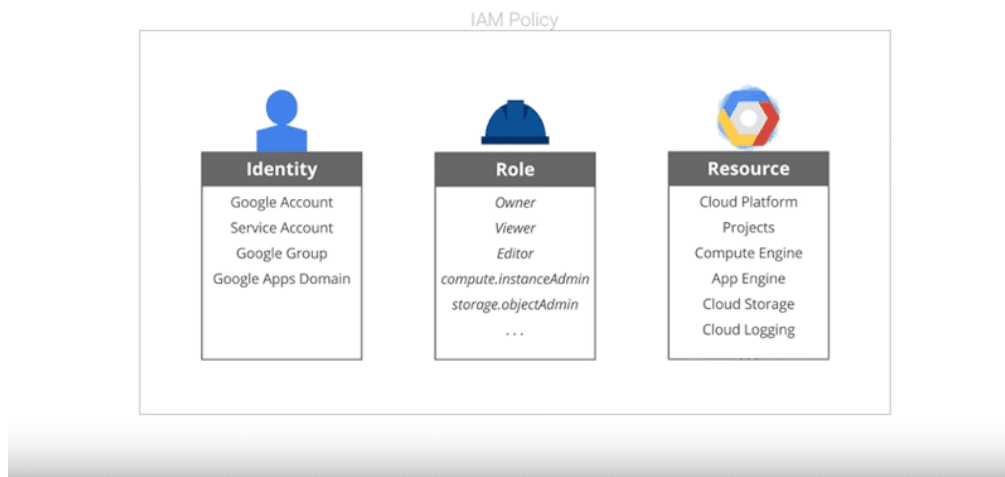 IAM Policy
Identity
Google Account
Service Account
Google Group
Google Apps Domain
Role
Owner
Viewer
Editor
compute.instanceAdmin
storage.objectAdmin
. . .
Resource
Cloud Platform
Projects
Compute Engine
App Engine
Cloud Storage
Cloud Logging
. . .